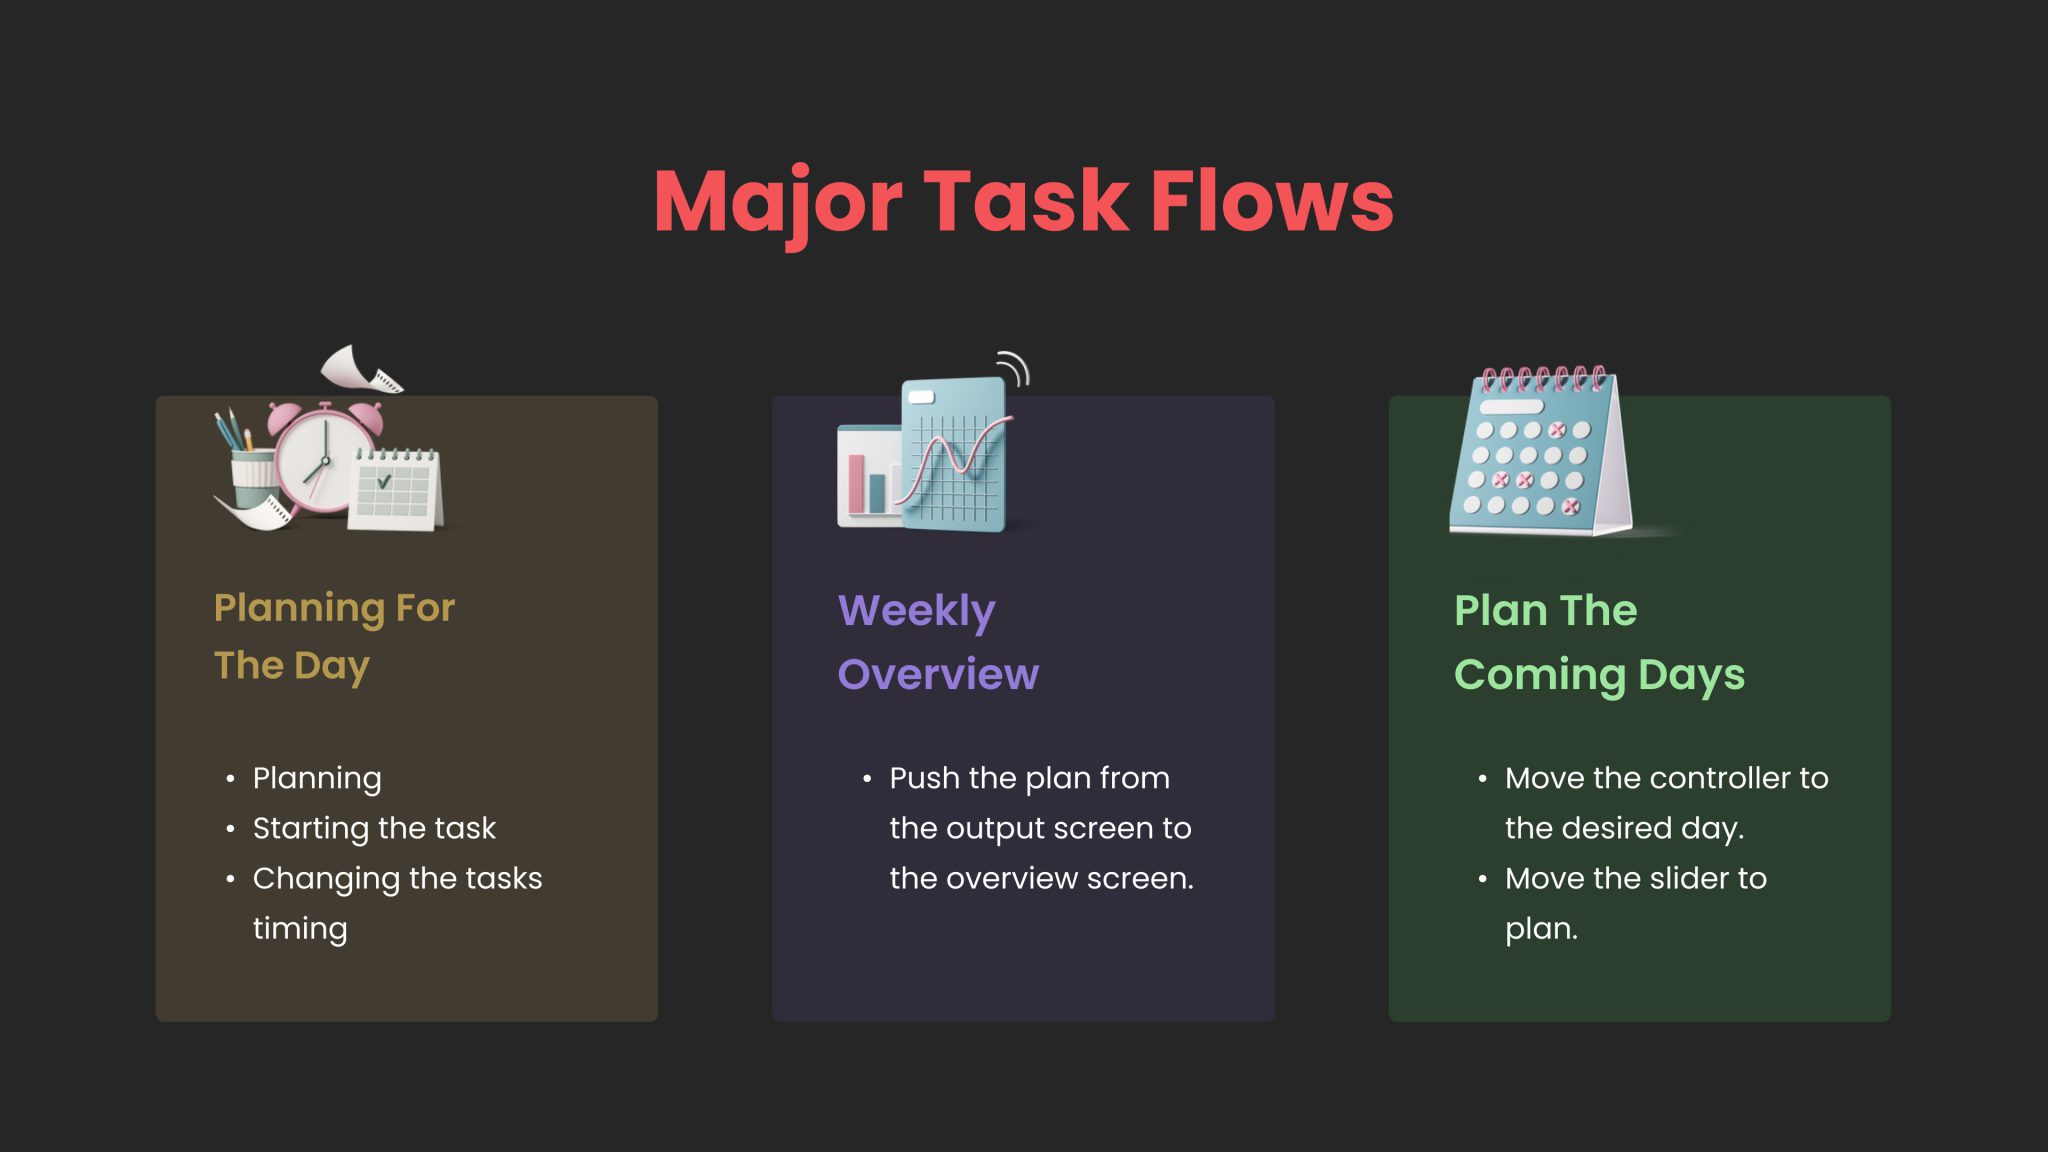 Major Task Flows
Planning For
The Day
• Planning
• Starting the task
• Changing the tasks
timing
Weekly
Overview
• Push the plan from
the output screen to
the overview screen.
Plan The
Coming Days
• Move the controller to
the desired day.
• Move the slider to
plan.